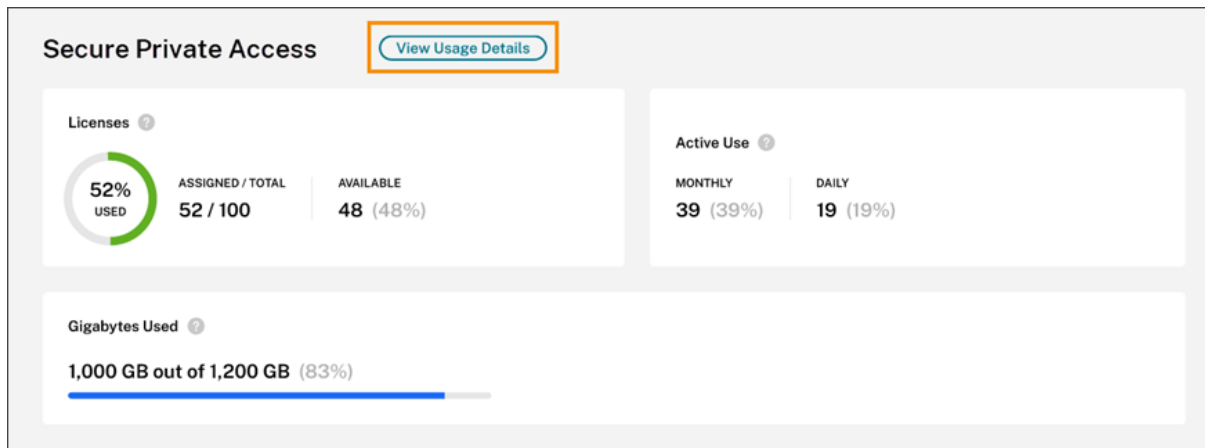 Secure Private Access
View Usage Details
Licenses ?
52%
USED
ASSIGNED / TOTAL
52 / 100
AVAILABLE
48 (48%)
Active Use ?
MONTHLY
39 (39%)
DAILY
19 (19%)
Gigabytes Used ?
1,000 GB out of 1,200 GB (83%)